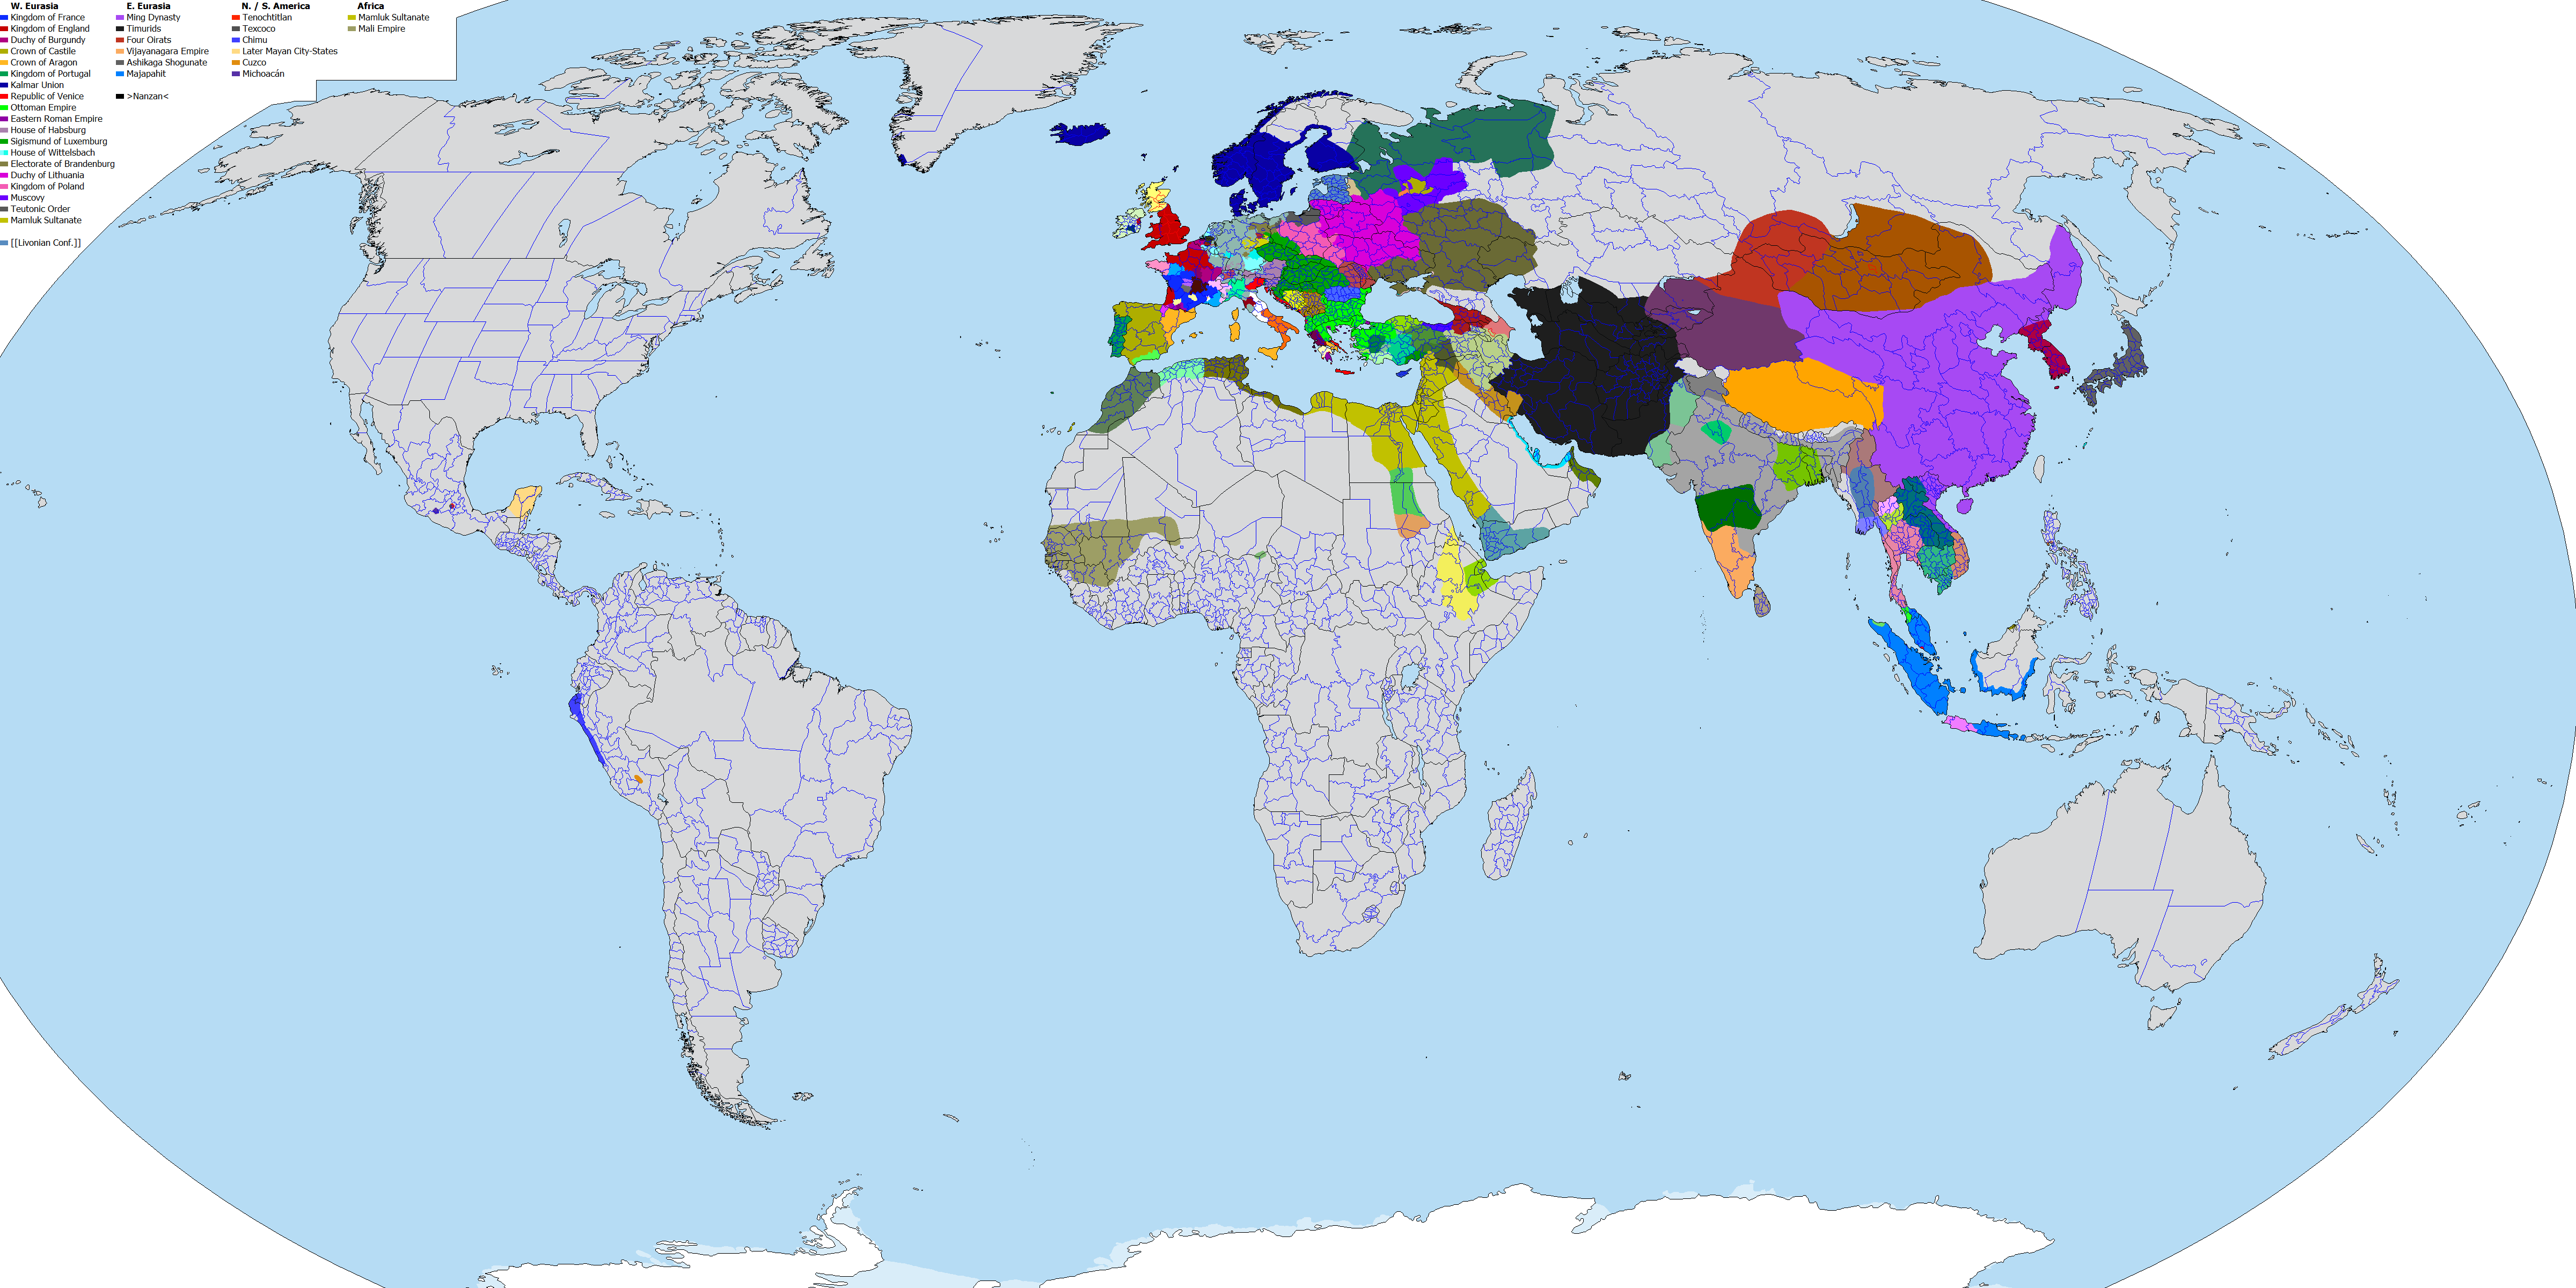 W. Eurasia
Kingdom of France
Kingdom of England
Duchy of Burgundy
Crown of Castile
Crown of Aragon
Kingdom of Portugal
Kalmar Union
Republic of Venice
Ottoman Empire
Eastern Roman Empire
House of Habsburg
Sigismund of Luxemburg
House of Wittelsbach
Electorate of Brandenburg
Duchy of Lithuania
Kingdom of Poland
Muscovy
Teutonic Order
Mamluk Sultanate
[[Livonian Conf.]]
E. Eurasia
Ming Dynasty
Timurids
Four Oirats
Vijayanagara Empire
Ashikaga Shogunate
Majapahit
>Nanzan<
N. / S. America
Tenochtitlan
Texcoco
Chimu
Later Mayan City-States
Cuzco
Michoacán
Africa
Mamluk Sultanate
Mali Empire